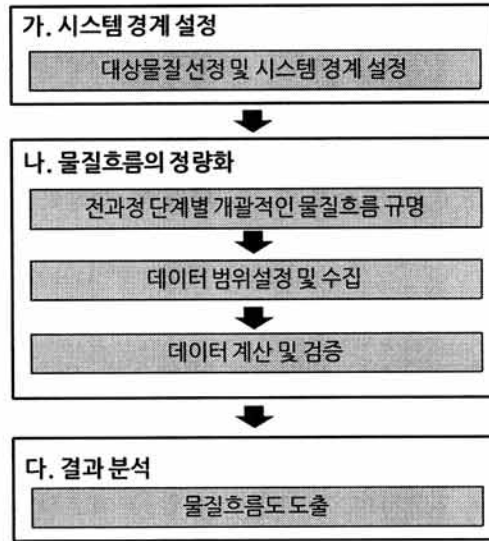 가. 시스템 경계 설정
대상물질 선정 및 시스템 경계 설정
나. 물질흐름의 정량화
전과정 단계별 개괄적인 물질흐름 규명
데이터 범위설정 및 수집
데이터 계산 및 검증
다. 결과 분석
물질흐름도 도출